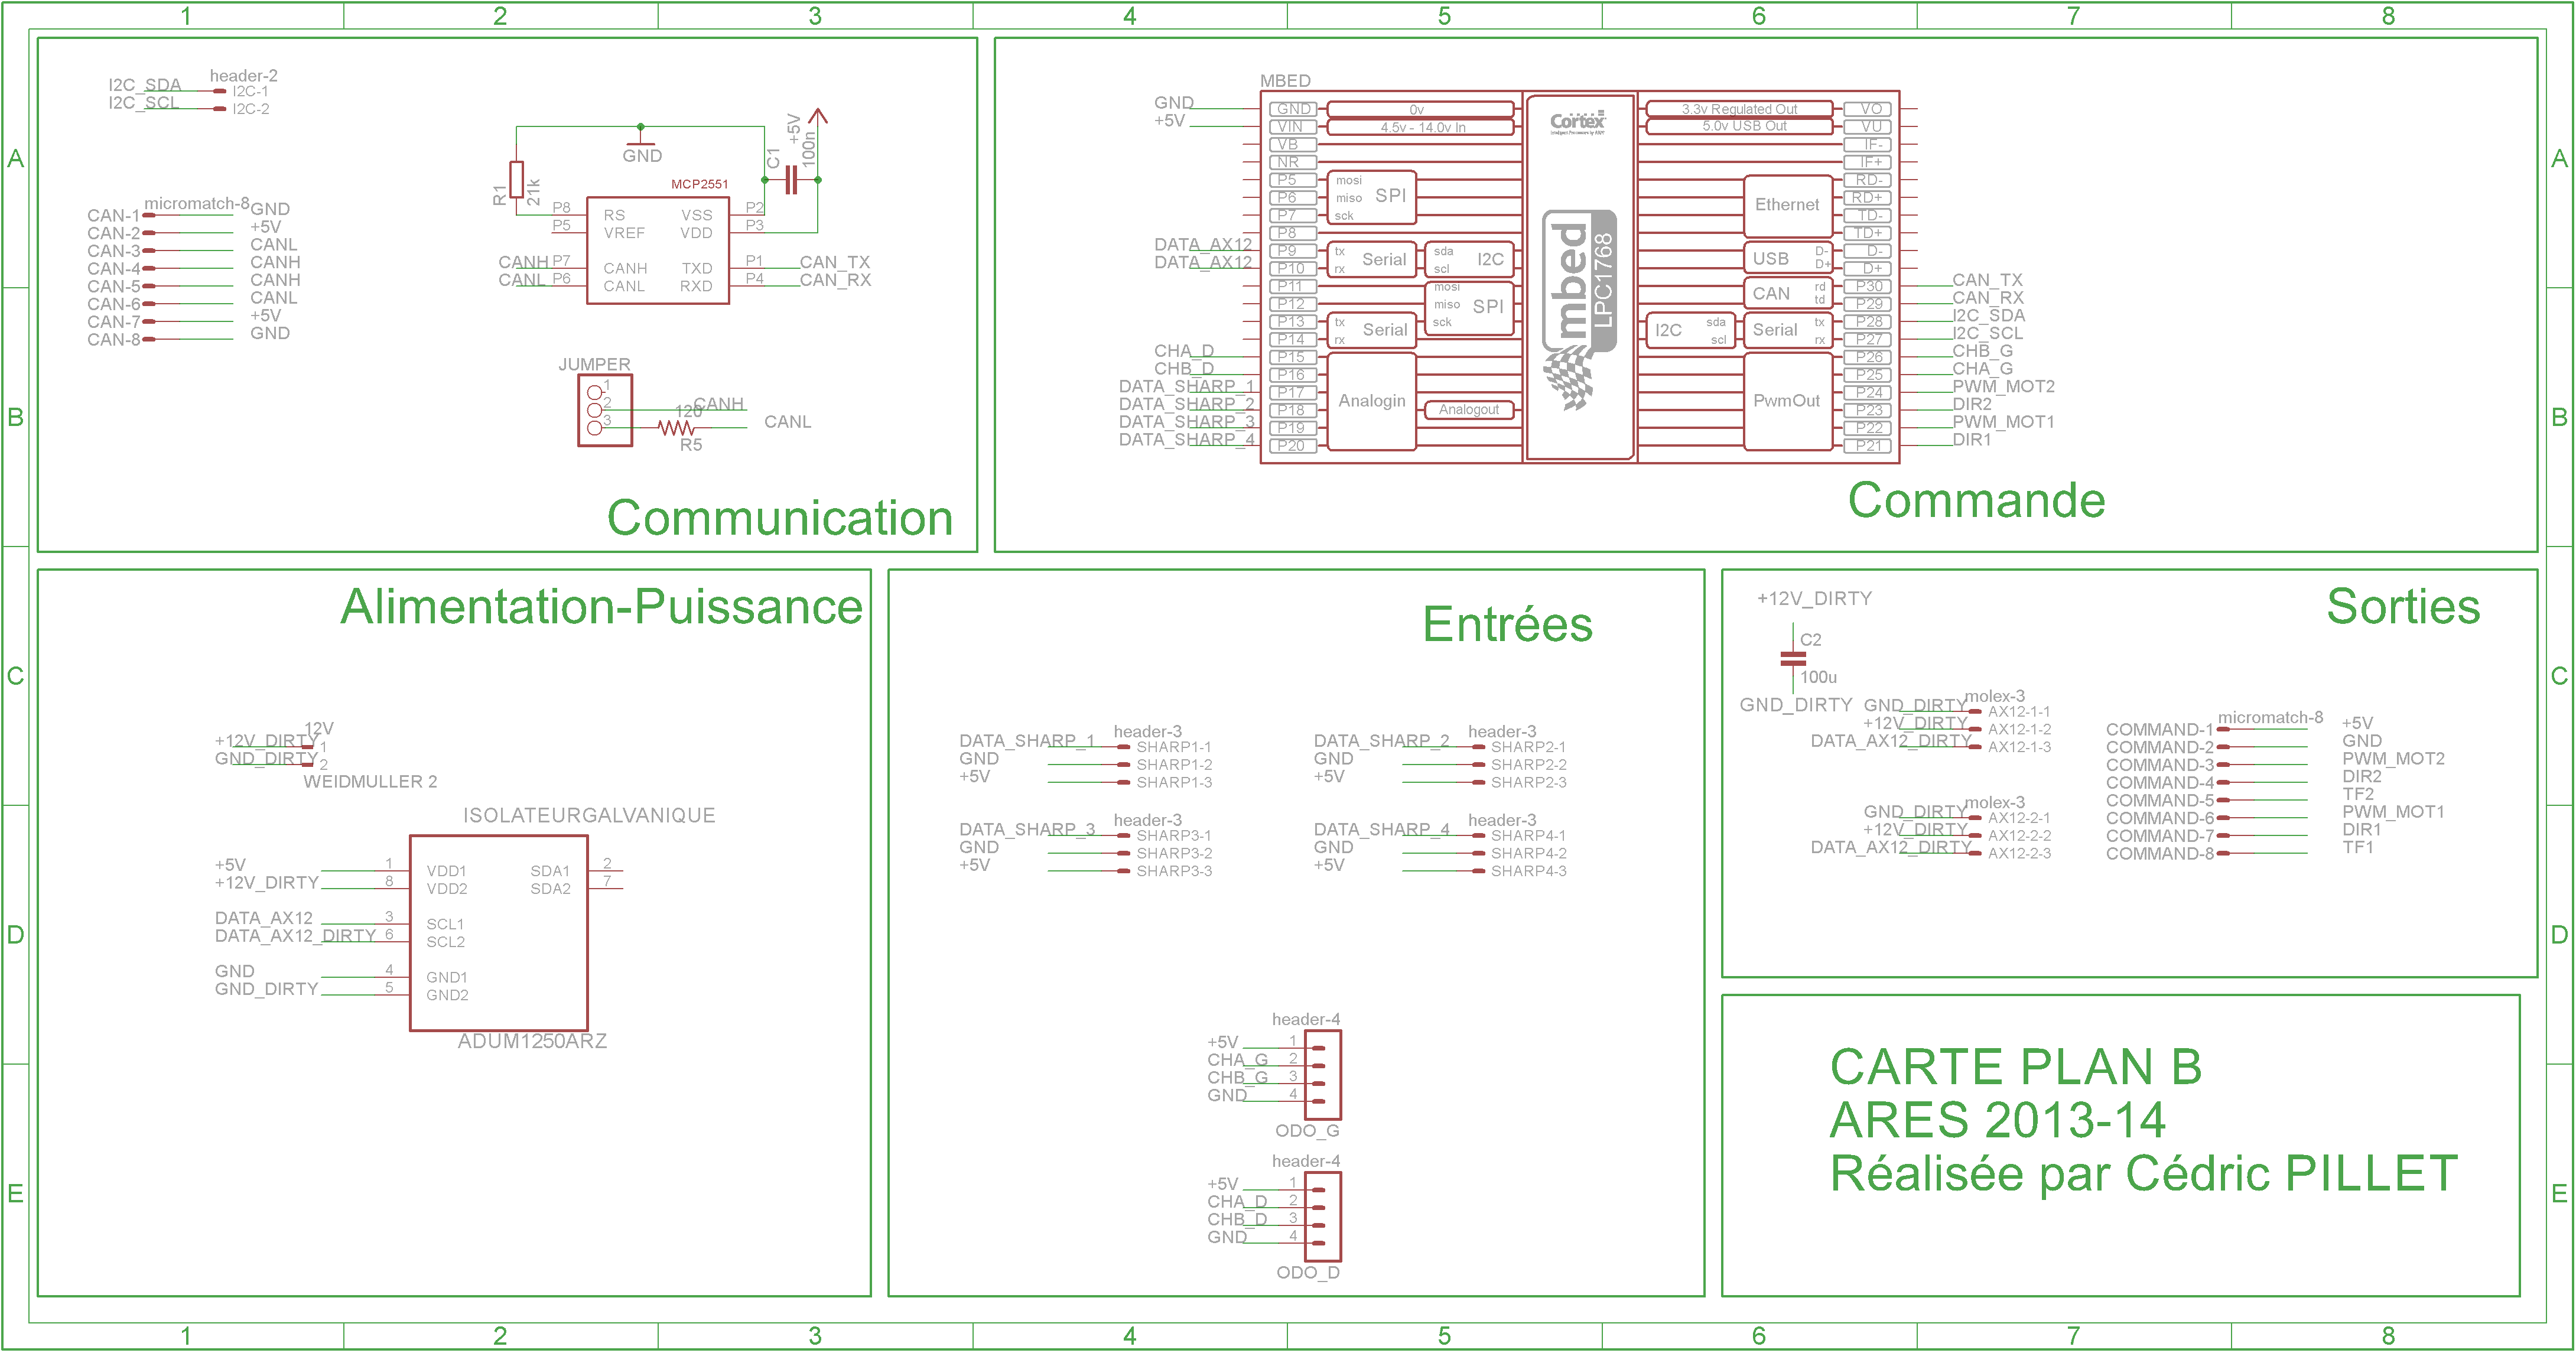 1 2 3 4 5 6 7 8
A
B
C
D
E
header-2
I2C_SDA I2C-1
I2C_SCL I2C-2
micromatch-8
CAN-1 GND
CAN-2 +5V
CAN-3 CANL
CAN-4 CANH
CAN-5 CANH
CAN-6 CANL
CAN-7 +5V
CAN-8 GND
GND
+5V
C1
100n
R1
21k
MCP2551
P8 RS VSS P2
P5 VREF VDD P3
CANH P7 CANH TXD P1 CAN_TX
CANL P6 CANL RXD P4 CAN_RX
JUMPER
1
2 CANH
3 120 CANL
R5
Communication
MBED
GND GND 0v 3.3v Regulated Out VO
+5V VIN 4.5v - 14.0v In 5.0v USB Out VU
VB IF-
NR IF+
P5 mosi RD-
P6 miso SPI Ethernet RD+
P7 sck TD-
P8 TD+
DATA_AX12 P9 tx Serial sda I2C USB D- D-
DATA_AX12 P10 rx scl D+ D+
P11 mosi CAN rd P30 CAN_TX
P12 miso SPI td P29 CAN_RX
P13 tx Serial sck I2C sda Serial tx P28 I2C_SDA
P14 rx scl rx P27 I2C_SCL
CHA_D P15 P26 CHB_G
CHB_D P16 P25 CHA_G
DATA_SHARP_1 P17 Analogin PwmOut P24 PWM_MOT2
DATA_SHARP_2 P18 Analogout P23 DIR2
DATA_SHARP_3 P19 P22 PWM_MOT1
DATA_SHARP_4 P20 P21 DIR1
Cortex
mbed
LPC1768
Commande
Alimentation-Puissance
12V
+12V_DIRTY 1
GND_DIRTY 2
WEIDMULLER 2
ISOLATEURGALVANIQUE
+5V 1 VDD1 SDA1 2
+12V_DIRTY 8 VDD2 SDA2 7
DATA_AX12 3 SCL1
DATA_AX12_DIRTY 6 SCL2
GND 4 GND1
GND_DIRTY 5 GND2
ADUM1250ARZ
Entrées
header-3
DATA_SHARP_1 SHARP1-1
GND SHARP1-2
+5V SHARP1-3
header-3
DATA_SHARP_2 SHARP2-1
GND SHARP2-2
+5V SHARP2-3
header-3
DATA_SHARP_3 SHARP3-1
GND SHARP3-2
+5V SHARP3-3
header-3
DATA_SHARP_4 SHARP4-1
GND SHARP4-2
+5V SHARP4-3
header-4
+5V 1
CHA_G 2
CHB_G 3
GND 4
ODO_G
header-4
+5V 1
CHA_D 2
CHB_D 3
GND 4
ODO_D
Sorties
+12V_DIRTY
C2
100u
GND_DIRTY
molex-3
GND_DIRTY AX12-1-1
+12V_DIRTY AX12-1-2
DATA_AX12_DIRTY AX12-1-3
molex-3
GND_DIRTY AX12-2-1
+12V_DIRTY AX12-2-2
DATA_AX12_DIRTY AX12-2-3
micromatch-8
COMMAND-1 +5V
COMMAND-2 GND
COMMAND-3 PWM_MOT2
COMMAND-4 DIR2
COMMAND-5 TF2
COMMAND-6 PWM_MOT1
COMMAND-7 DIR1
COMMAND-8 TF1
CARTE PLAN B
ARES 2013-14
Réalisée par Cédric PILLET
A
B
C
D
E
1 2 3 4 5 6 7 8